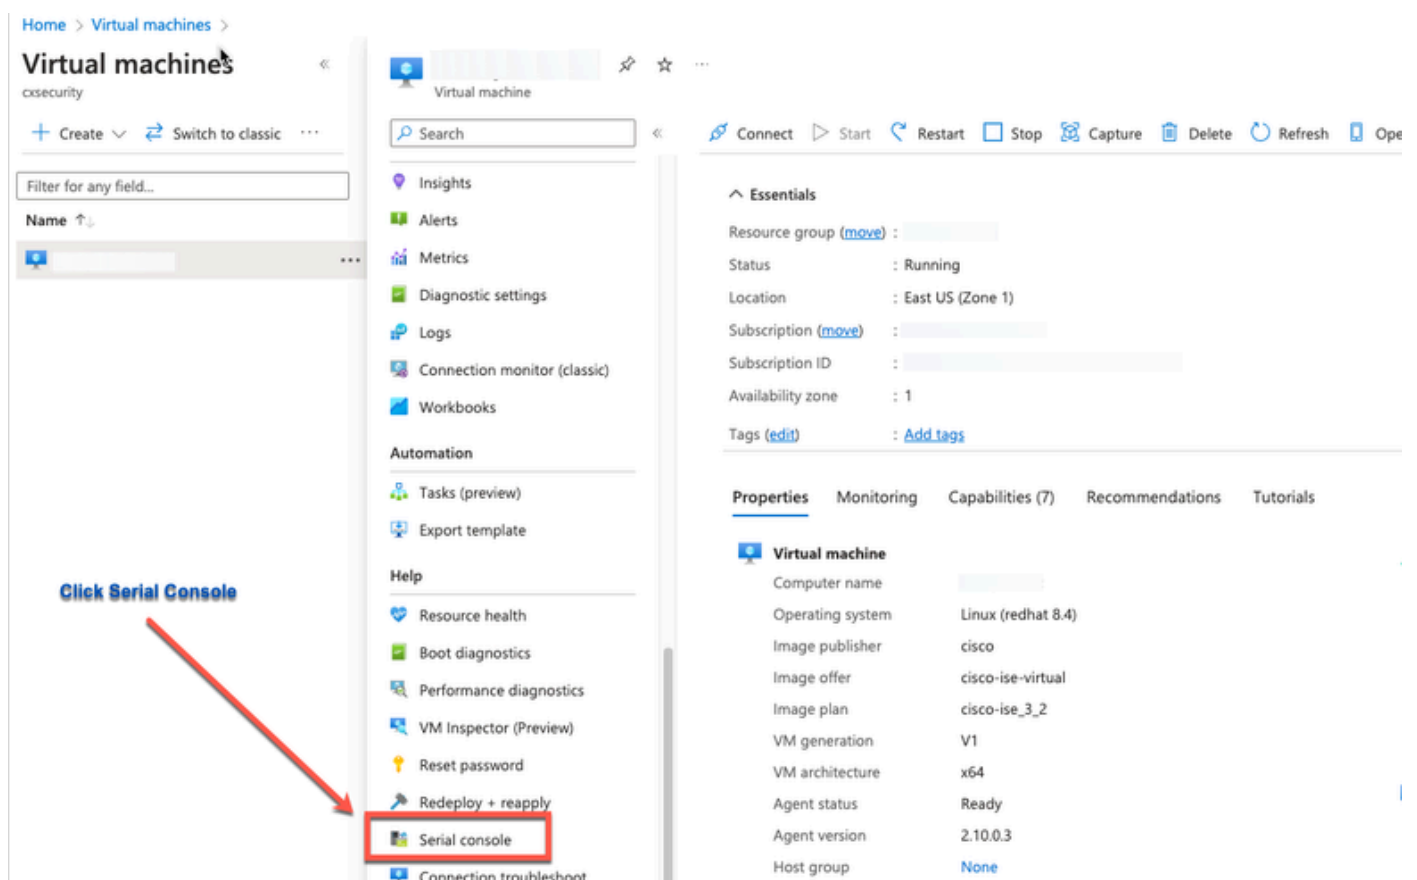 Home > Virtual machines >
Virtual machines
cxsecurity
Create
Switch to classic
Filter for any field...
Name
Click Serial Console
Virtual machine
Search
Insights
Alerts
Metrics
Diagnostic settings
Logs
Connection monitor (classic)
Workbooks
Automation
Tasks (preview)
Export template
Help
Resource health
Boot diagnostics
Performance diagnostics
VM Inspector (Preview)
Reset password
Redeploy + reapply
Serial console
Connection troubleshoot
Connect Start Restart Stop Capture Delete Refresh Ope
Essentials
Resource group (move) :
Status : Running
Location : East US (Zone 1)
Subscription (move) :
Subscription ID :
Availability zone : 1
Tags (edit) : Add tags
Properties Monitoring Capabilities (7) Recommendations Tutorials
Virtual machine
Computer name
Operating system Linux (redhat 8.4)
Image publisher cisco
Image offer cisco-ise-virtual
Image plan cisco-ise_3_2
VM generation V1
VM architecture x64
Agent status Ready
Agent version 2.10.0.3
Host group None